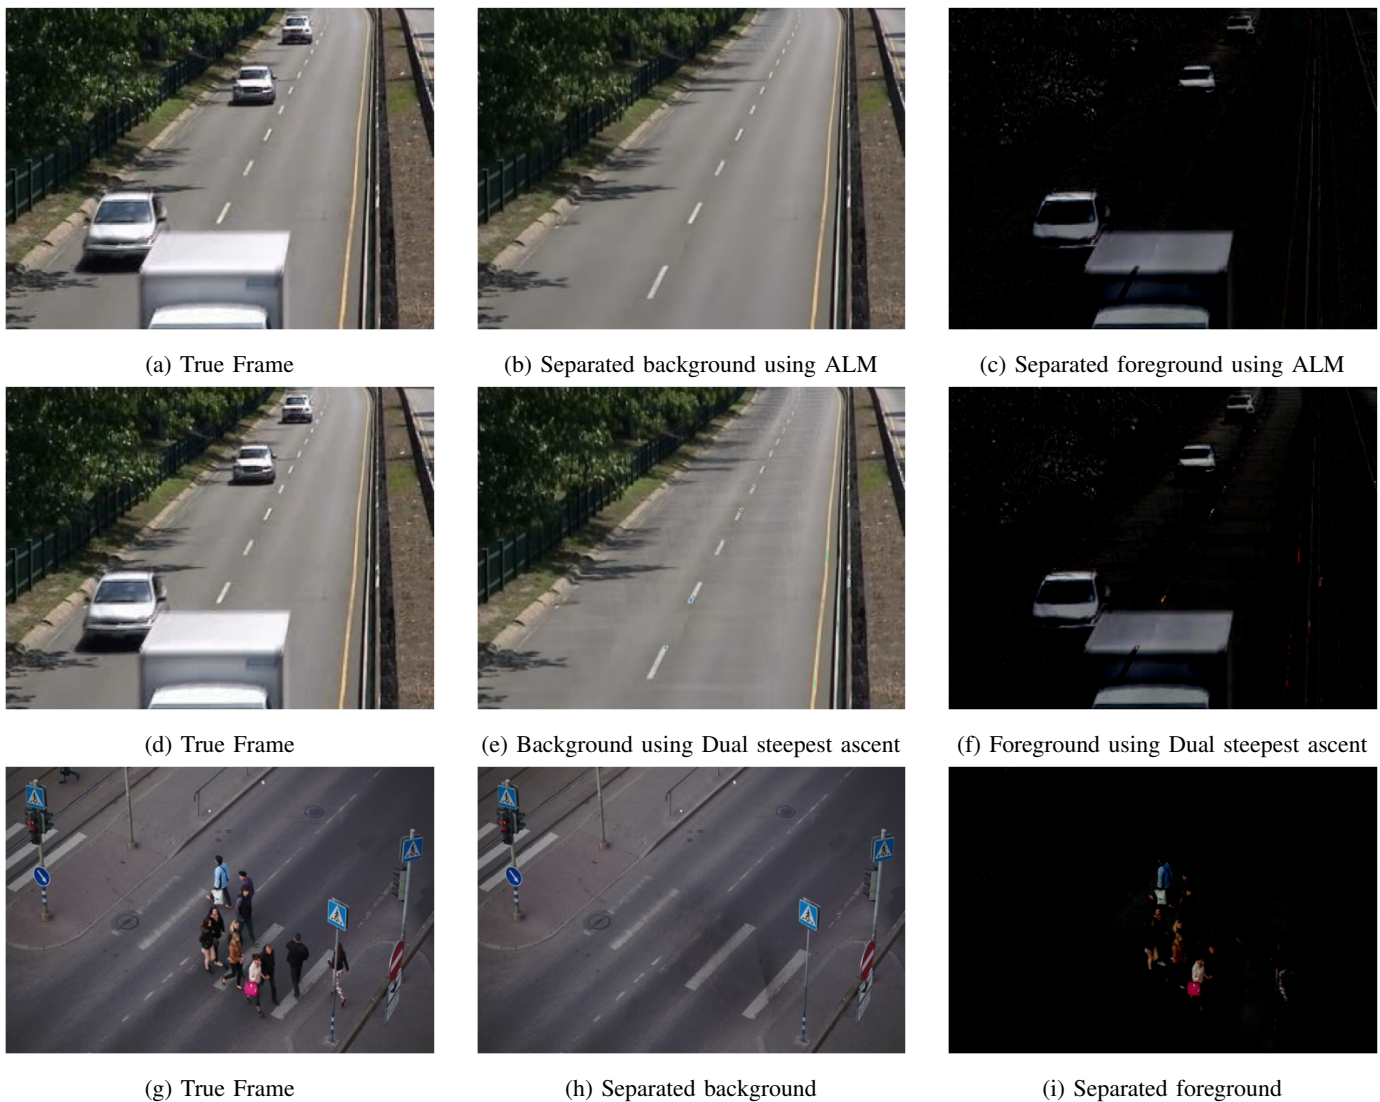 (a) True Frame
(b) Separated background using ALM
(c) Separated foreground using ALM
(d) True Frame
(e) Background using Dual steepest ascent
(f) Foreground using Dual steepest ascent
(g) True Frame
(h) Separated background
(i) Separated foreground